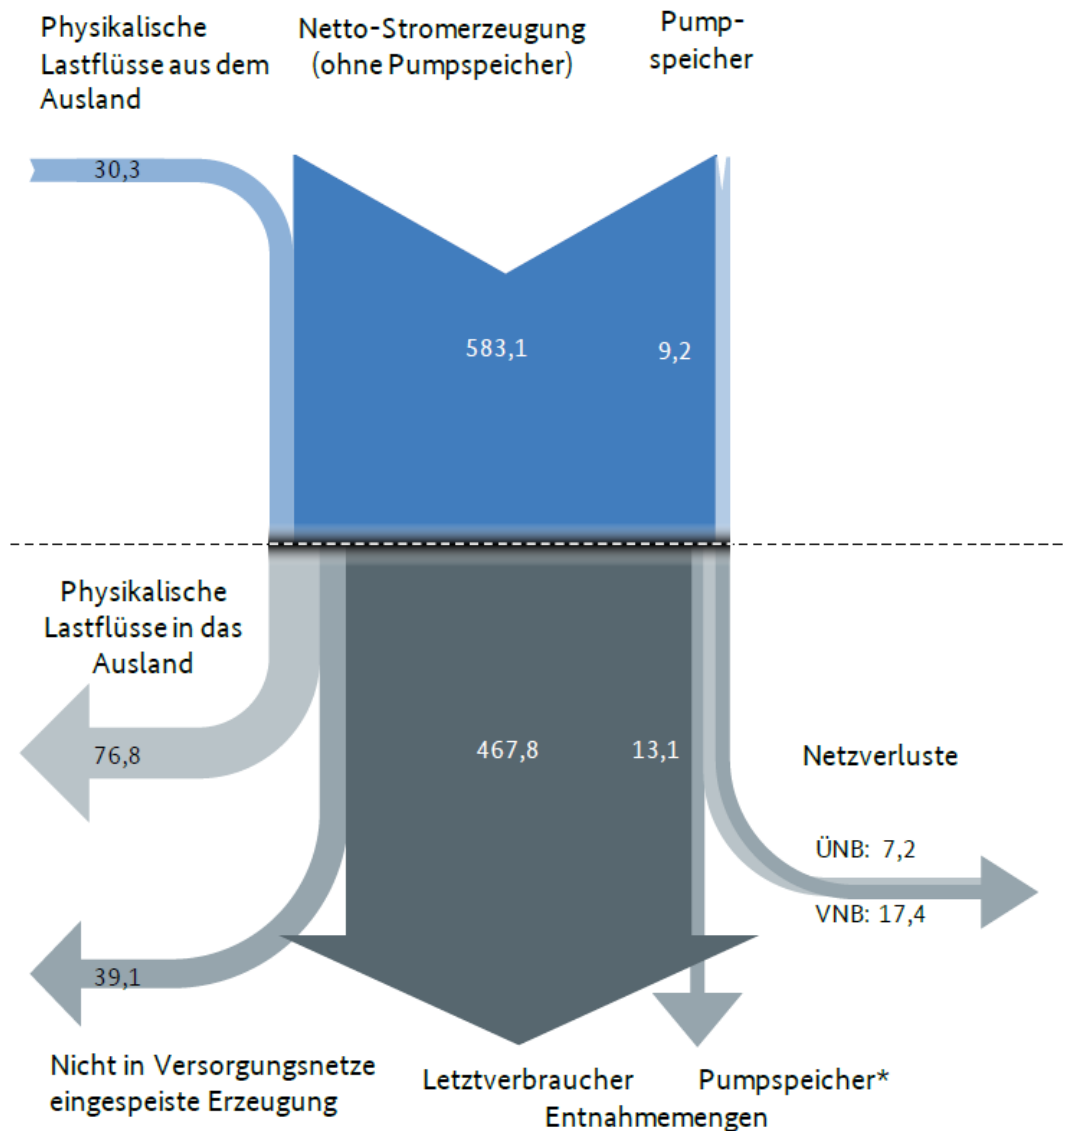 Physikalische
Lastflüsse aus dem
Ausland
Netto-Stromerzeugung
(ohne Pumpspeicher)
Pump-
speicher
30,3
583,1
9,2
Physikalische
Lastflüsse in das
Ausland
76,8
467,8
13,1
Netzverluste
ÜNB: 7,2
VNB: 17,4
39,1
Nicht in Versorgungsnetze
eingespeiste Erzeugung
Letztverbraucher
Pumpspeicher*
Entnahmemengen